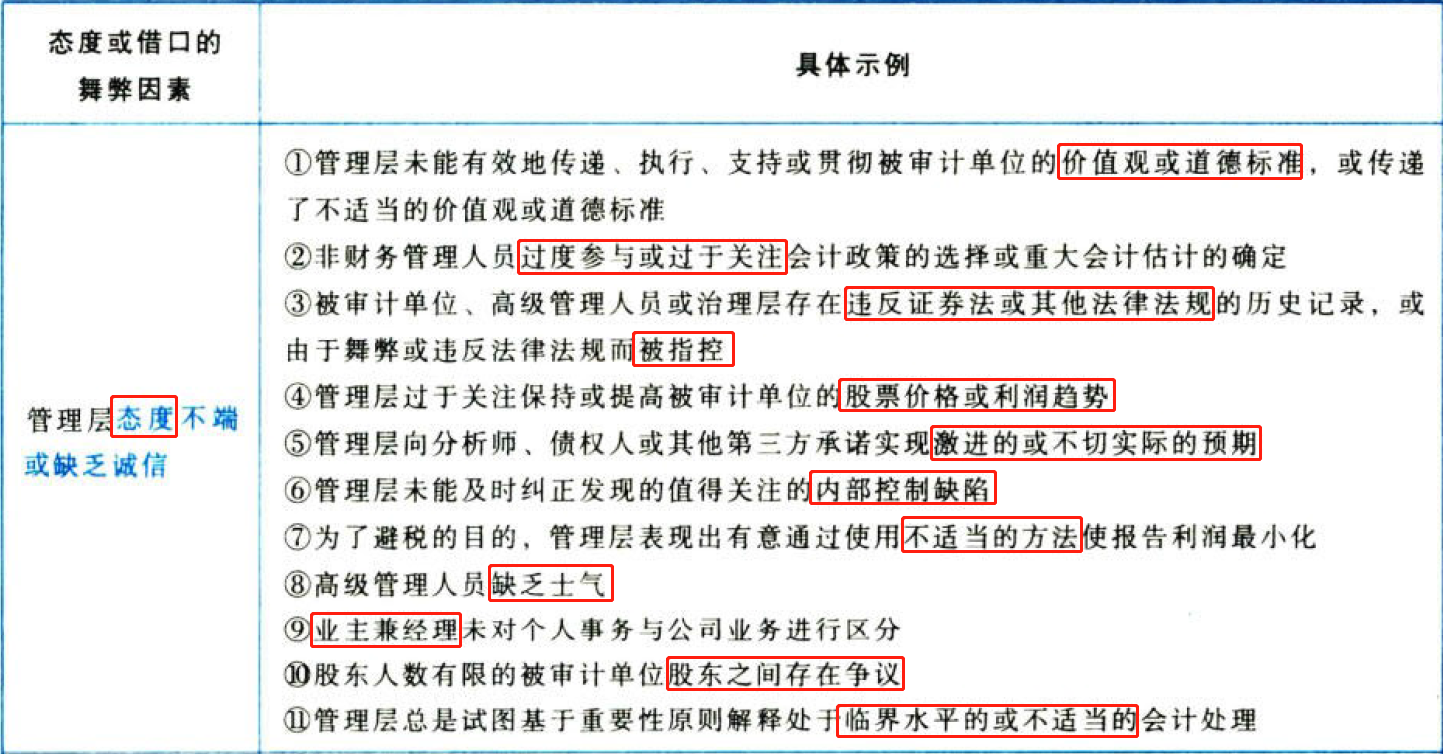 态度或借口的
舞弊因素
具体示例
管理层态度不端
或缺乏诚信
①管理层未能有效地传递、执行、支持或贯彻被审计单位的价值观或道德标准，或传递
了不适当的价值观或道德标准
②非财务管理人员过度参与或过于关注会计政策的选择或重大会计估计的确定
③被审计单位、高级管理人员或治理层存在违反证券法或其他法律法规的历史记录，或
由于舞弊或违反法律法规而被指控
④管理层过于关注保持或提高被审计单位的股票价格或利润趋势
⑤管理层向分析师、债权人或其他第三方承诺实现激进的或不切实际的预期
⑥管理层未能及时纠正发现的值得关注的内部控制缺陷
⑦为了避税的目的，管理层表现出有意通过使用不适当的方法使报告利润最小化
⑧高级管理人员缺乏士气
⑨业主兼经理未对个人事务与公司业务进行区分
⑩股东人数有限的被审计单位股东之间存在争议
⑪管理层总是试图基于重要性原则解释处于临界水平的或不适当的会计处理